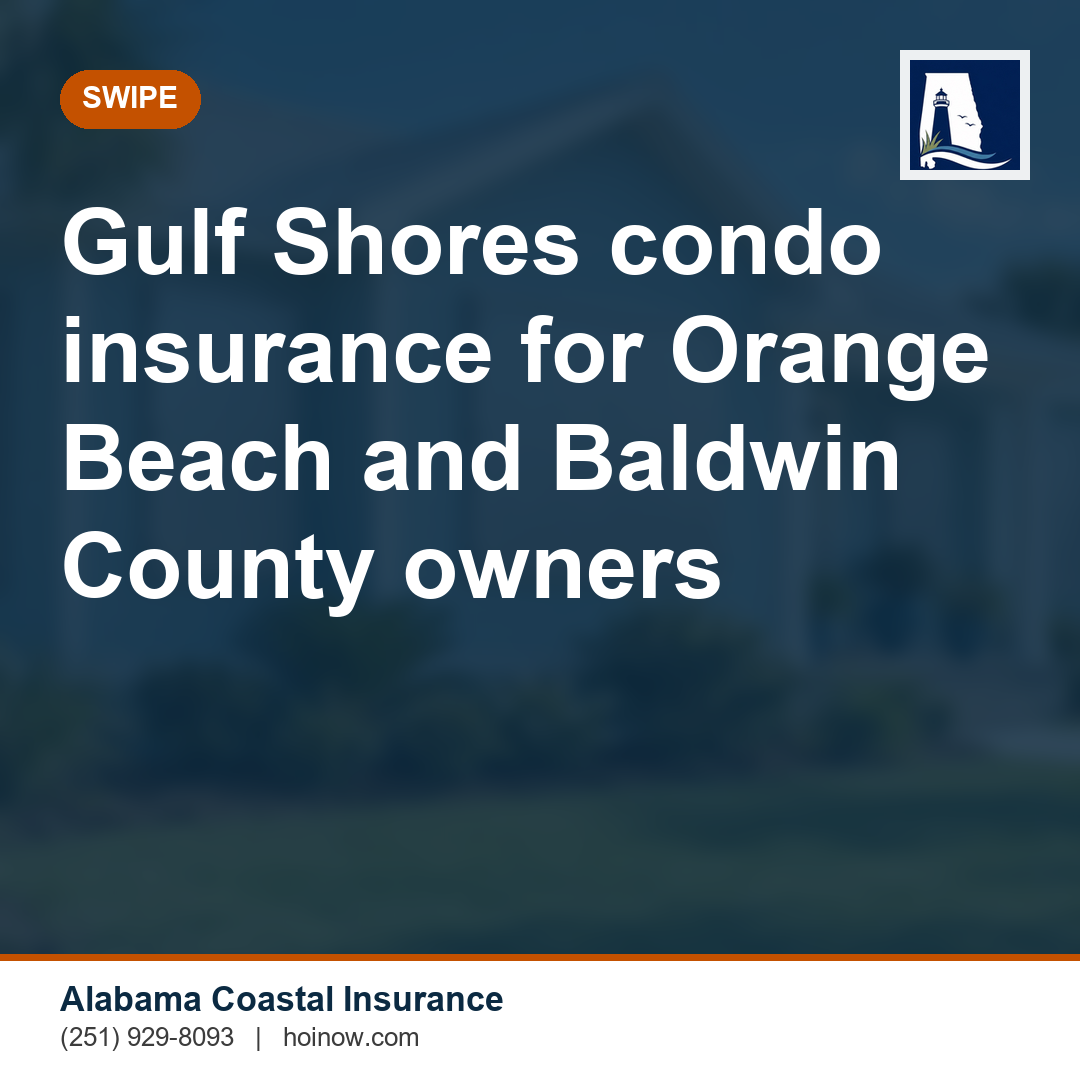 SWIPE
Gulf Shores condo
insurance for Orange
Beach and Baldwin
County owners
Alabama Coastal Insurance
(251) 929-8093 | hoinow.com